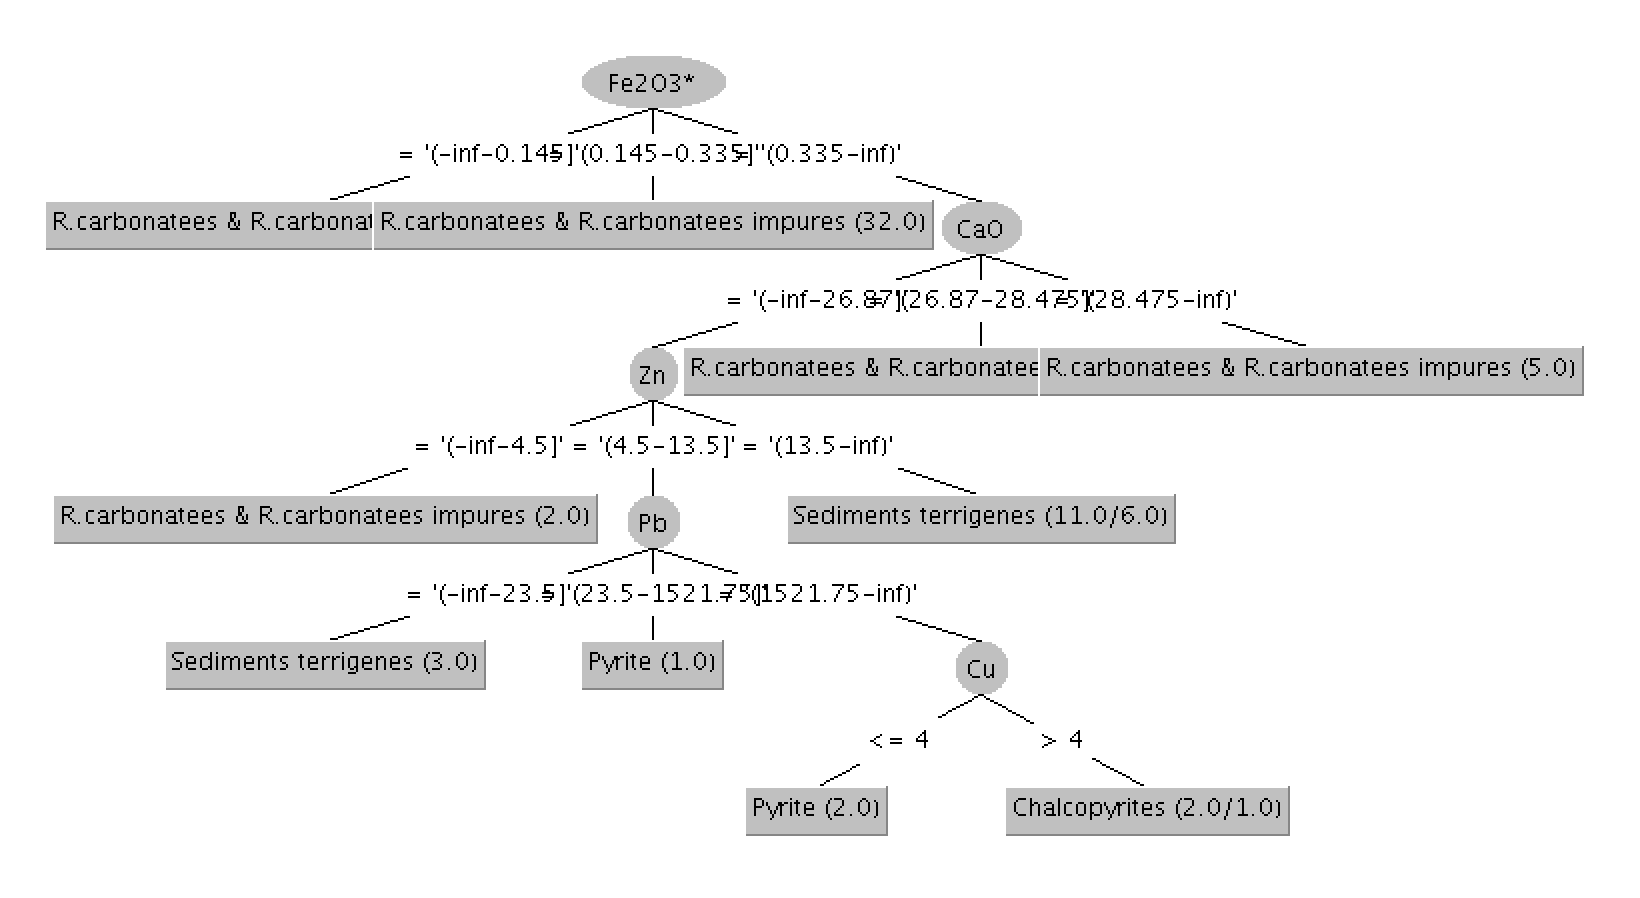 Fe2O3*
= '(-inf-0.145]' = '(0.145-0.335]' = '(0.335-inf)'
R.carbonatees & R.carbonat R.carbonatees & R.carbonatees impures (32.0) CaO
= '(-inf-26.87]' = '(26.87-28.475]' = '(28.475-inf)'
Zn R.carbonatees & R.carbonatee R.carbonatees & R.carbonatees impures (5.0)
= '(-inf-4.5]' = '(4.5-13.5]' = '(13.5-inf)'
R.carbonatees & R.carbonatees impures (2.0) Pb Sediments terrigenes (11.0/6.0)
= '(-inf-23.5]' = '(23.5-1521.75]' = '(1521.75-inf)'
Sediments terrigenes (3.0) Pyrite (1.0) Cu
<= 4 > 4
Pyrite (2.0) Chalcopyrites (2.0/1.0)